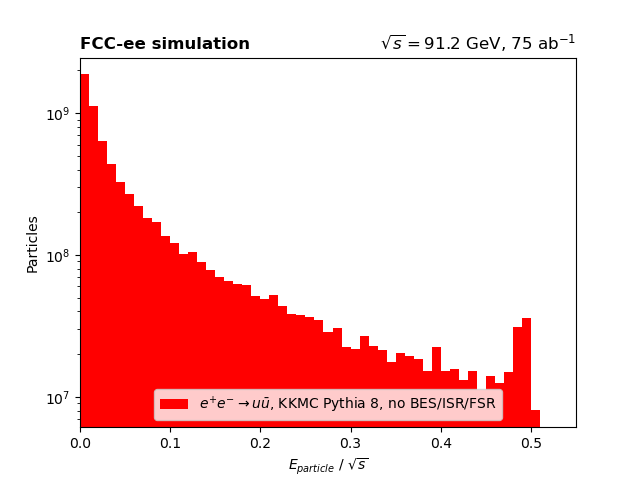 FCC-ee simulation √s = 91.2 GeV, 75 ab⁻¹
10⁹
10⁸
10⁷
Particles
e⁺e⁻ → uū, KKMC Pythia 8, no BES/ISR/FSR
0.0 0.1 0.2 0.3 0.4 0.5
E_particle / √s